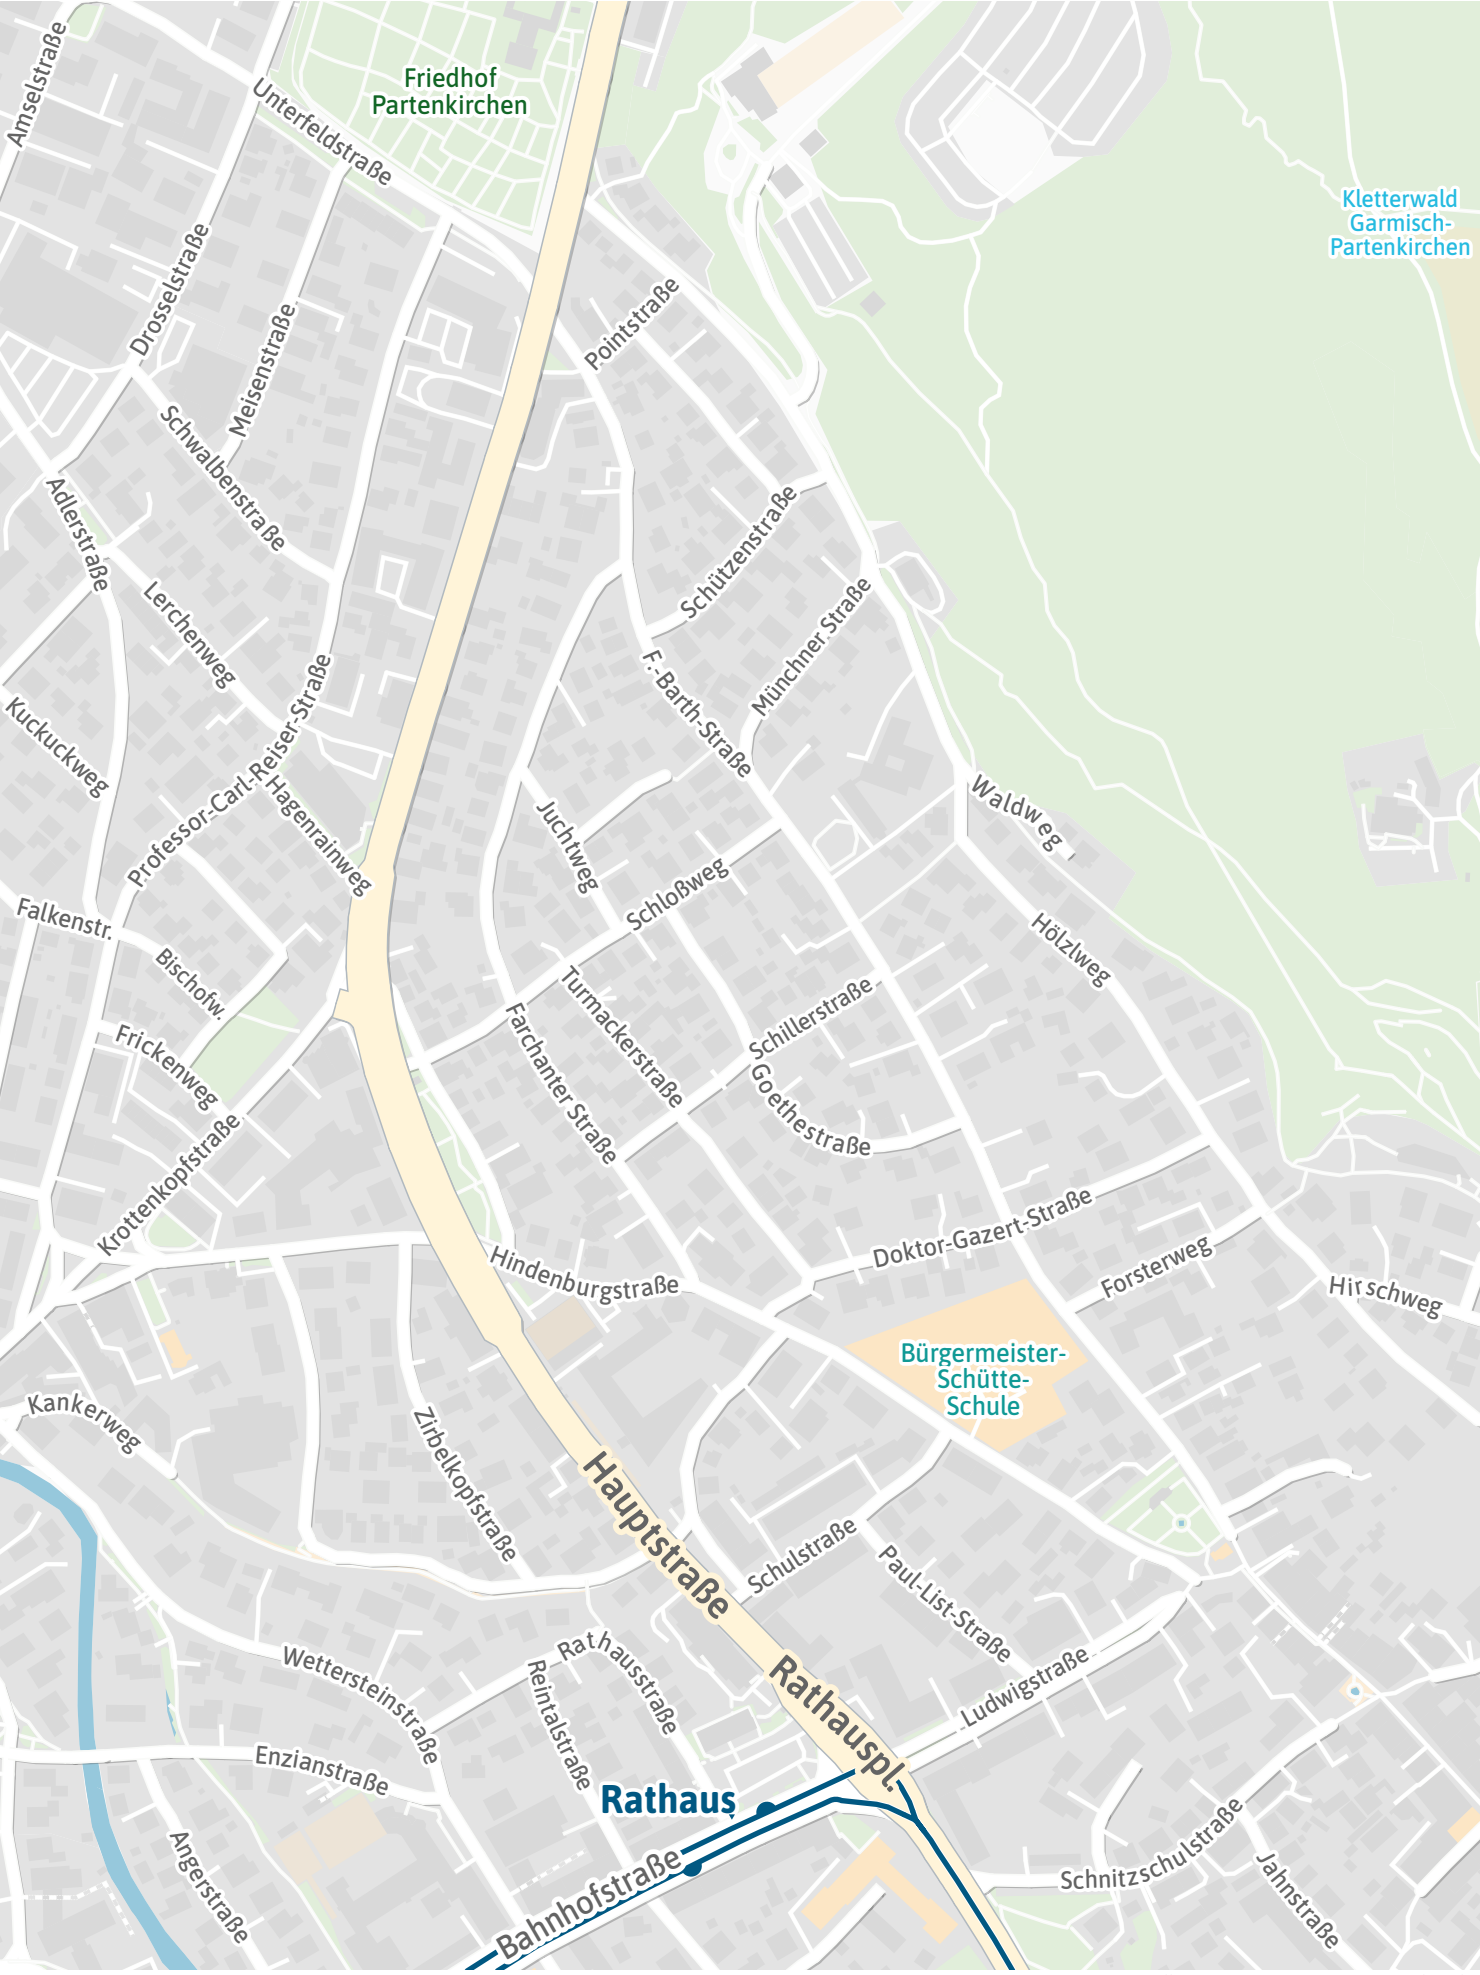 Amselstraße
Friedhof
Partenkirchen
Unterfeldstraße
Kletterwald
Garmisch-
Partenkirchen
Drosselstraße
Meisenstraße
Pointstraße
Schwalbenstraße
Adlerstraße
Schützenstraße
Lerchenweg
Münchner Straße
F.-Barth-Straße
Kuckuckweg
Professor-Carl-Reiser-Straße
Hagenrainweg
Juchtweg
Waldweg
Schloßweg
Falkenstr.
Bischofw.
Hölzlweg
Turmackerstraße
Schillerstraße
Farchanter Straße
Frickenweg
Goethestraße
Krottenkopfstraße
Doktor-Gazert-Straße
Hindenburgstraße
Forsterweg
Hirschweg
Bürgermeister-
Schütte-
Schule
Kankerweg
Zirbelkopfstraße
Hauptstraße
Schulstraße
Paul-List-Straße
Wettersteinstraße
Rathausstraße
Reintalstraße
Ludwigstraße
Rathauspl.
Enzianstraße
Rathaus
Angerstraße
Bahnhofstraße
Schnitzschulstraße
Jahnstraße